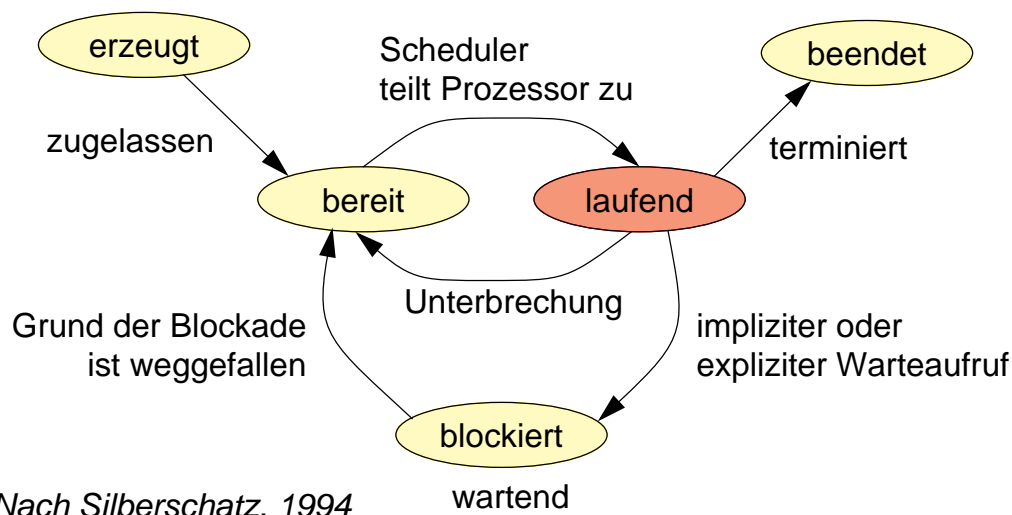 erzeugt
Scheduler
teilt Prozessor zu
beendet
zugelassen
terminiert
bereit
laufend
Unterbrechung
Grund der Blockade
ist weggefallen
impliziter oder
expliziter Warteaufruf
blockiert
wartend
Nach Silberschatz, 1994